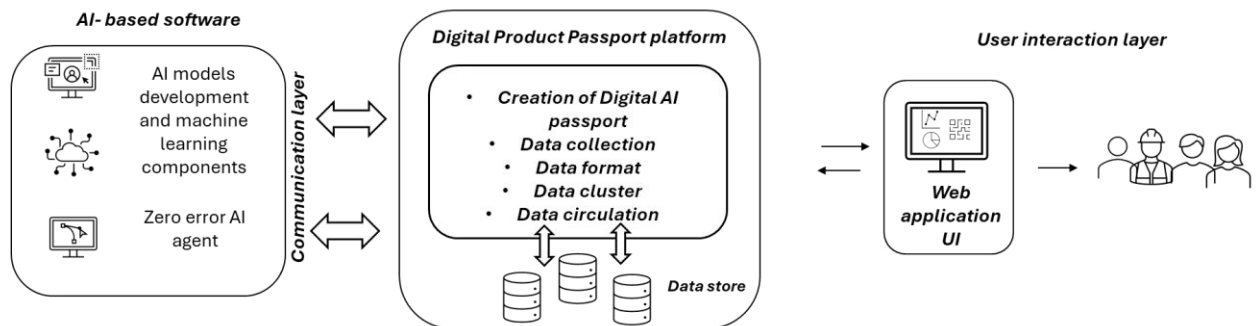 AI- based software
AI models
development
and machine
learning
components
Zero error AI
agent
Communication layer
Digital Product Passport platform
• Creation of Digital AI
passport
• Data collection
• Data format
• Data cluster
• Data circulation
Data store
User interaction layer
Web
application
UI